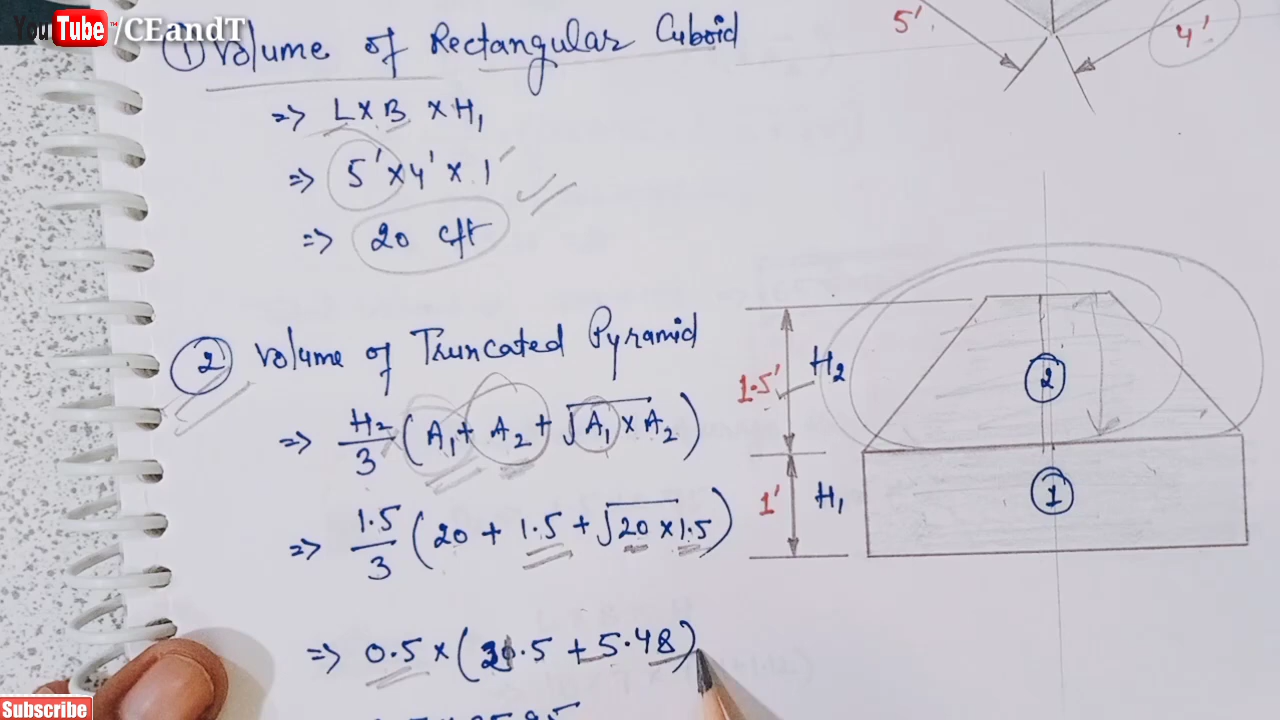 YouTube™/CEandT
① Volume of Rectangular Cuboid
=> L×B×H₁
=> 5'×4'×1'
=> 20 cft
② Volume of Truncated Pyramid
=> H₂/3 (A₁+A₂+√A₁×A₂)
=> 1.5/3 (20 + 1.5 + √20×1.5)
=> 0.5×( .5 + 5.48)
5'
4'
1.5'
H₂
②
1'
H₁
①
Subscribe